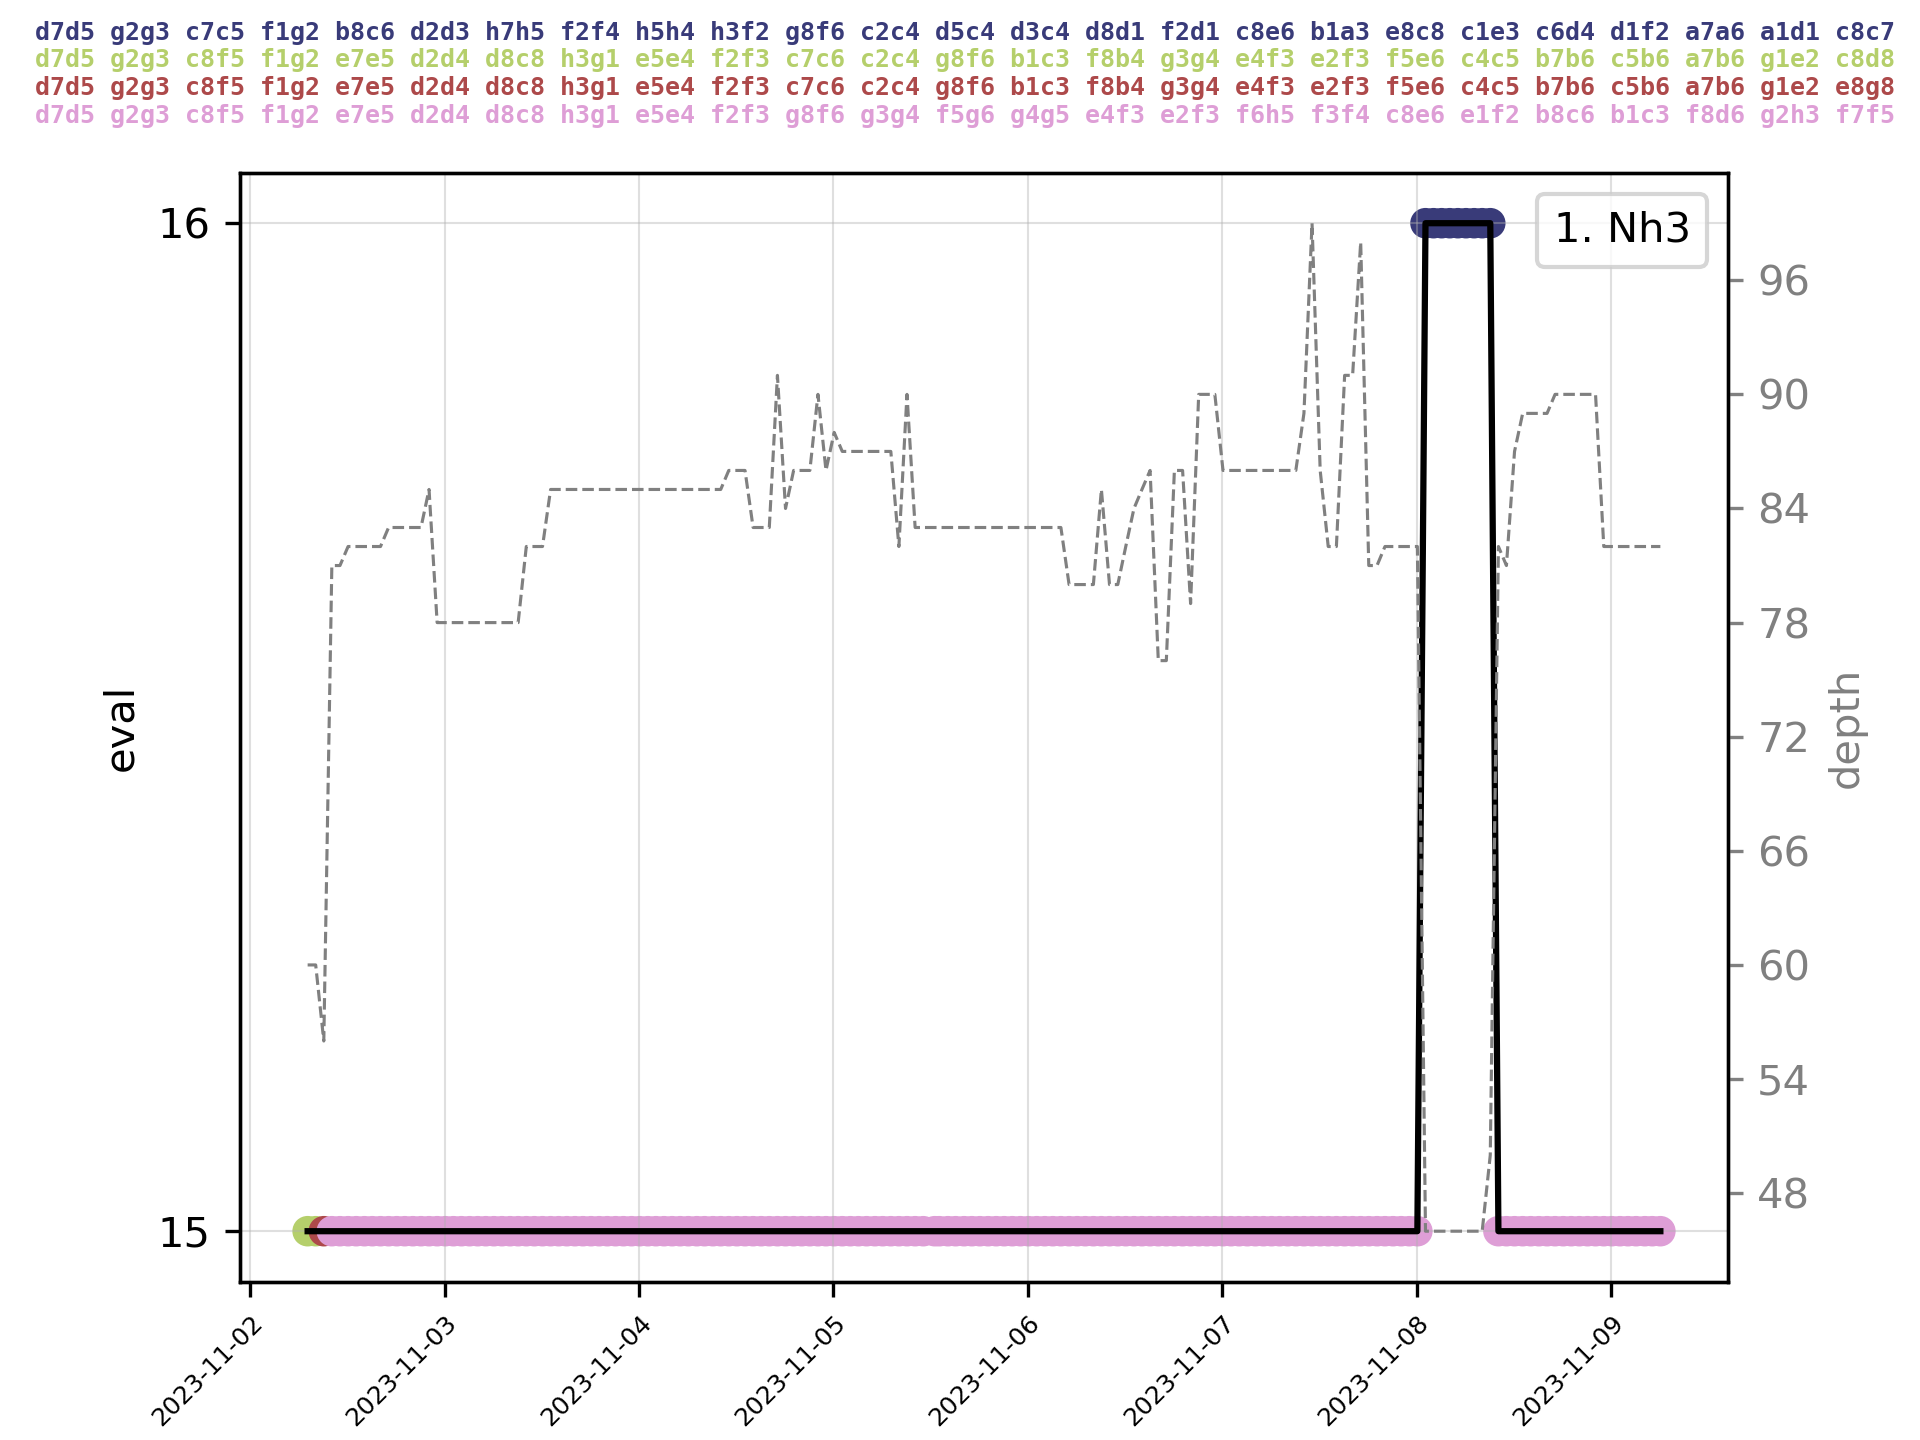 d7d5 g2g3 c7c5 f1g2 b8c6 d2d3 h7h5 f2f4 h5h4 h3f2 g8f6 c2c4 d5c4 d3c4 d8d1 f2d1 c8e6 b1a3 e8c8 c1e3 c6d4 d1f2 a7a6 a1d1 c8c7
d7d5 g2g3 c8f5 f1g2 e7e5 d2d4 d8c8 h3g1 e5e4 f2f3 c7c6 c2c4 g8f6 b1c3 f8b4 g3g4 e4f3 e2f3 f5e6 c4c5 b7b6 c5b6 a7b6 g1e2 c8d8
d7d5 g2g3 c8f5 f1g2 e7e5 d2d4 d8c8 h3g1 e5e4 f2f3 c7c6 c2c4 g8f6 b1c3 f8b4 g3g4 e4f3 e2f3 f5e6 c4c5 b7b6 c5b6 a7b6 g1e2 e8g8
d7d5 g2g3 c8f5 f1g2 e7e5 d2d4 d8c8 h3g1 e5e4 f2f3 g8f6 g3g4 f5g6 g4g5 e4f3 e2f3 f6h5 f3f4 c8e6 e1f2 b8c6 b1c3 f8d6 g2h3 f7f5
1. Nh3
16
15
eval
96
90
84
78
72
66
60
54
48
depth
2023-11-02
2023-11-03
2023-11-04
2023-11-05
2023-11-06
2023-11-07
2023-11-08
2023-11-09